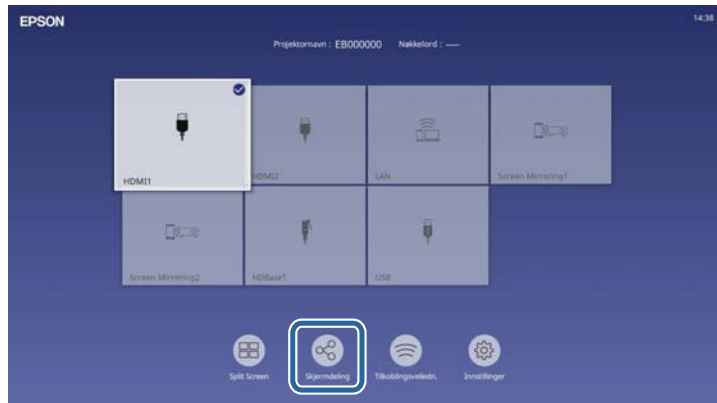 EPSON
14:38
Projektornavn : EB000000 Nøkkelord : ----
HDMI1
HDMI2
LAN
Screen Mirroring1
Screen Mirroring2
HDBaseT
USB
Split Screen
Skjermdeling
Tilkoblingsveiledn.
Innstillinger